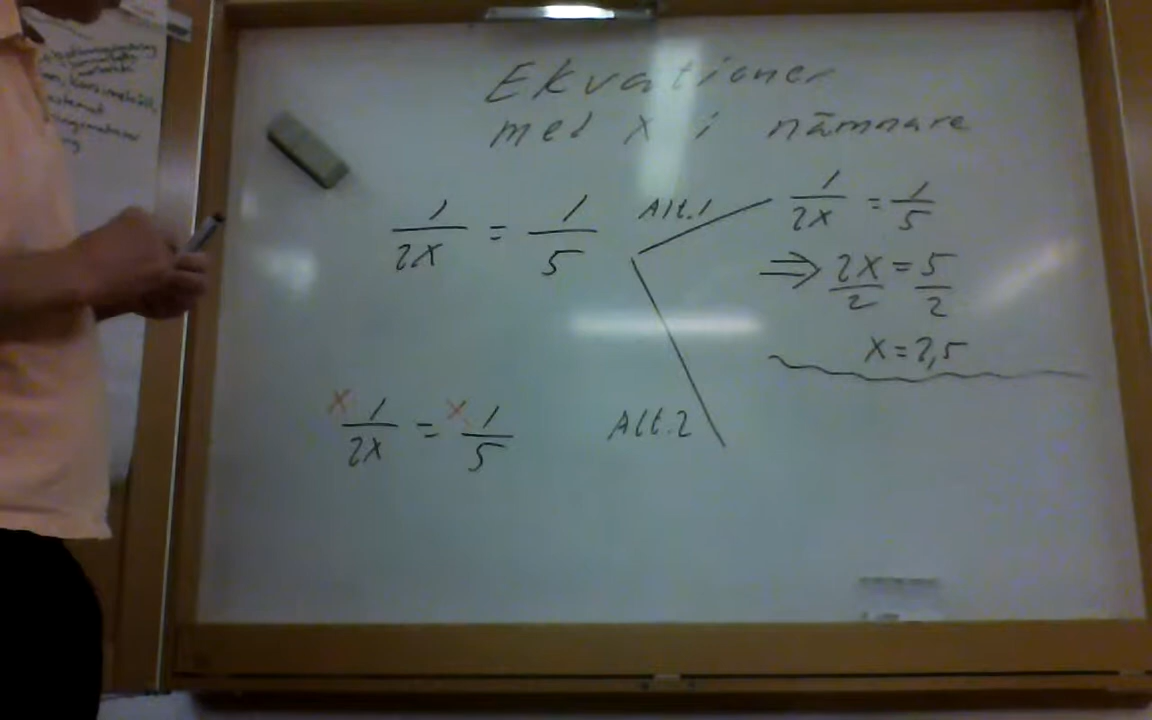 Ekvationer
med x i nämnare
1/2x = 1/5
Alt.1
1/2x = 1/5
⇒ 2x/2 = 5/2
x = 2,5
x 1/2x = x 1/5
Alt.2